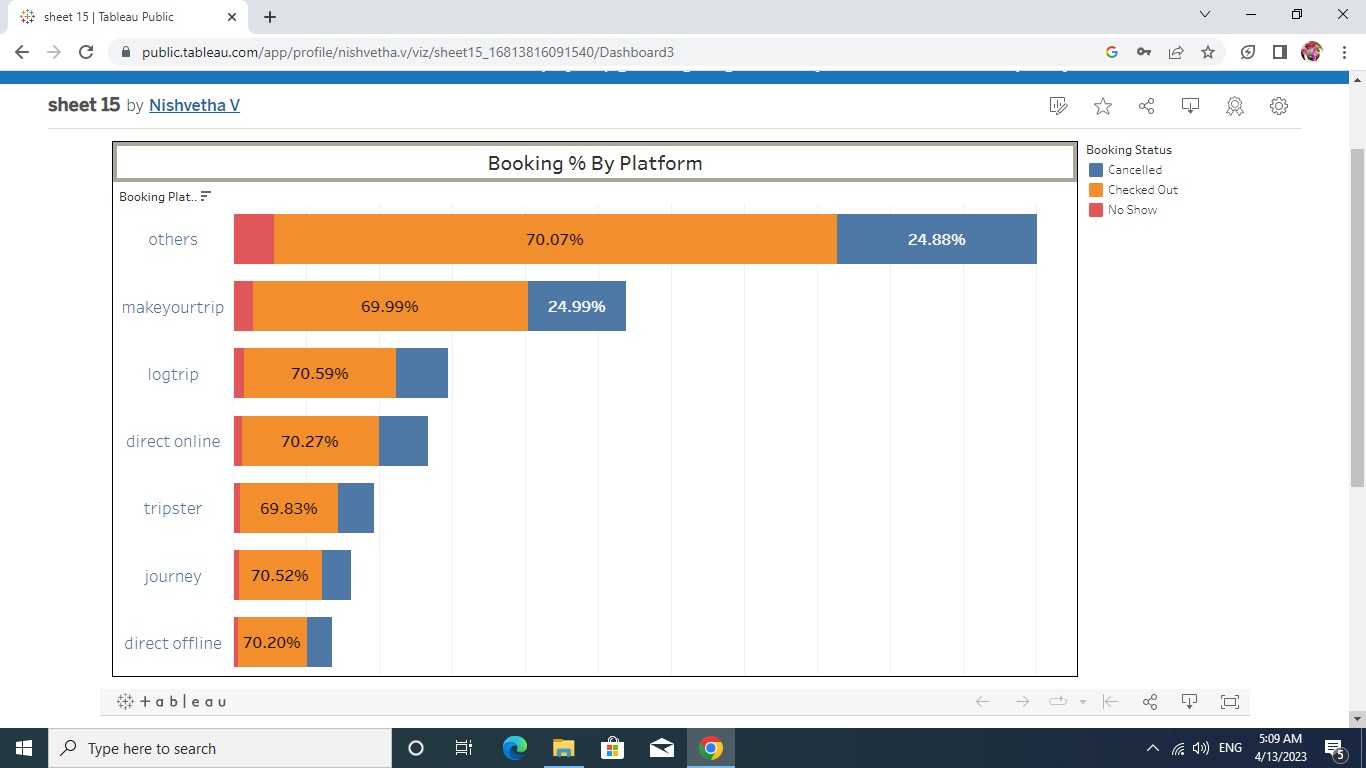 sheet 15 | Tableau Public
public.tableau.com/app/profile/nishvetha.v/viz/sheet15_16813816091540/Dashboard3
sheet 15 by Nishvetha V
Booking % By Platform
Booking Plat..
others
70.07%
24.88%
makeyourtrip
69.99%
24.99%
logtrip
70.59%
direct online
70.27%
tripster
69.83%
journey
70.52%
direct offline
70.20%
Booking Status
Cancelled
Checked Out
No Show
+ableau
Type here to search
ENG
5:09 AM
4/13/2023
5